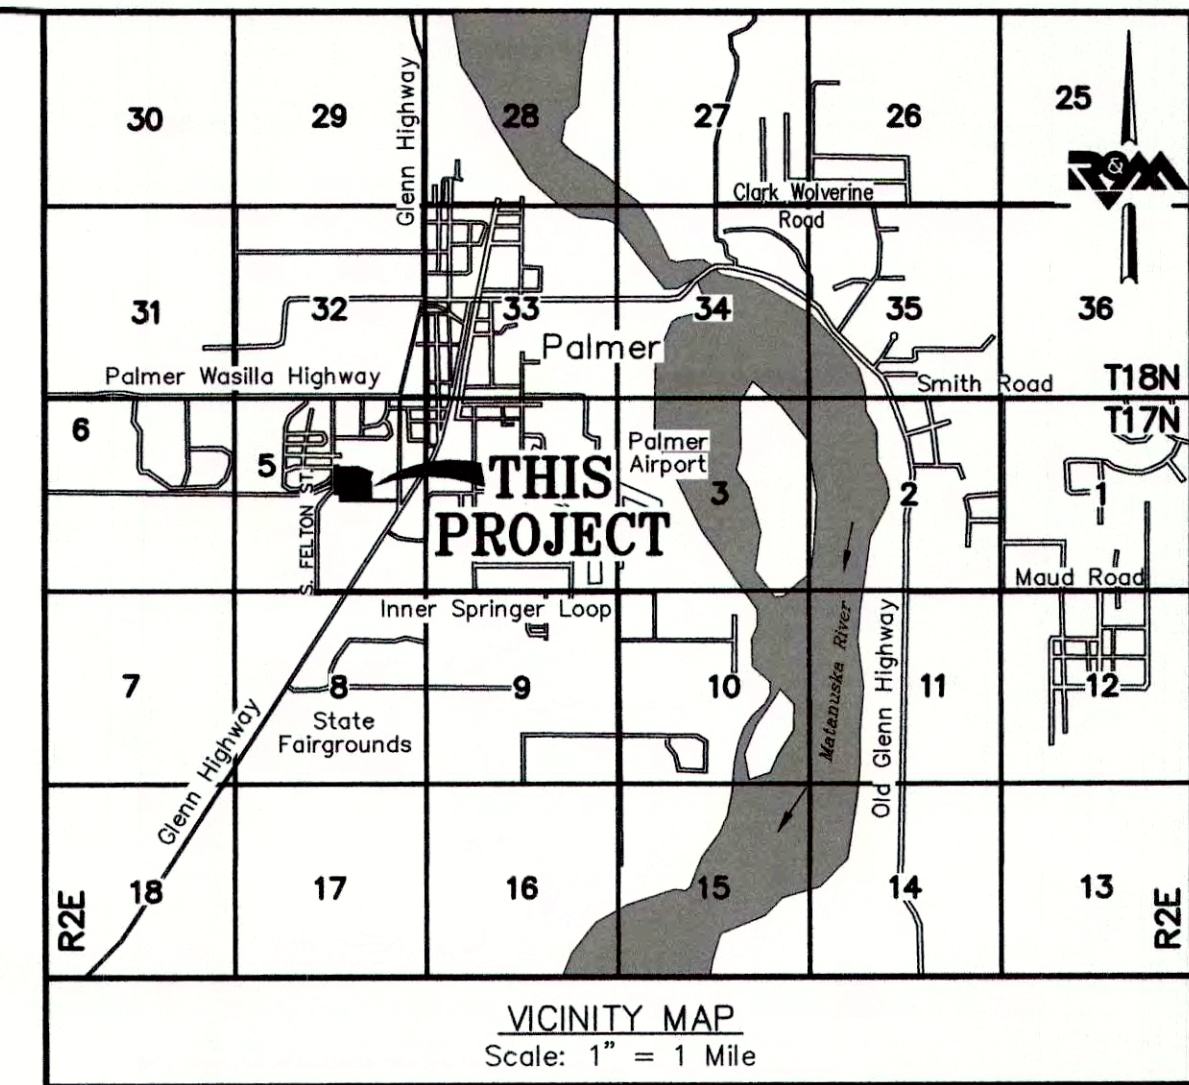 30
29
Glenn Highway
28
27
26
25
R&M
Clark Wolverine
Road
31
32
33
34
35
36
Palmer
Palmer Wasilla Highway
Smith Road
T18N
T17N
6
5
S. FELTON ST.
THIS
PROJECT
Palmer
Airport
3
2
1
Maud Road
Inner Springer Loop
7
8
9
10
11
12
State
Fairgrounds
Matanuska River
Old Glenn Highway
Glenn Highway
R2E
18
17
16
15
14
13
R2E
VICINITY MAP
Scale: 1" = 1 Mile